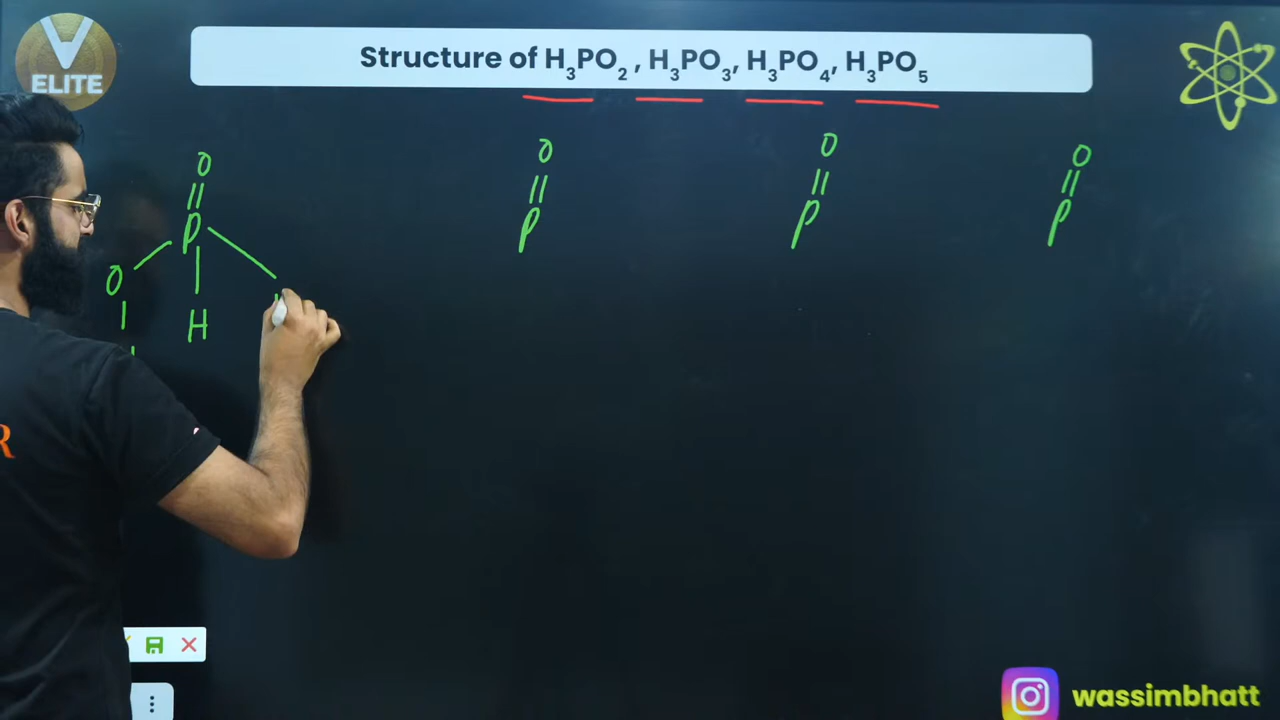 V
ELITE
Structure of H₃PO₂ , H₃PO₃, H₃PO₄, H₃PO₅
O O O O
|| || || ||
P P P P
O
H
R
wassimbhatt